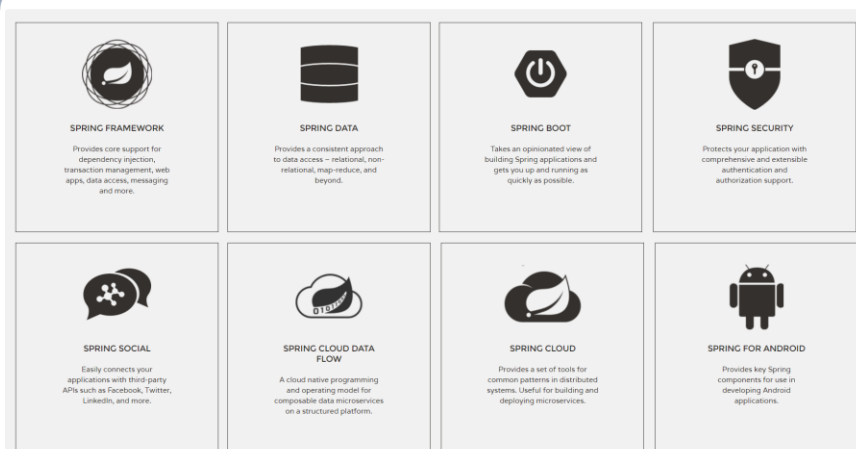 SPRING FRAMEWORK
Provides core support for
dependency injection,
transaction management, web
apps, data access, messaging
and more.
SPRING DATA
Provides a consistent approach
to data access – relational, non-
relational, map-reduce, and
beyond.
SPRING BOOT
Takes an opinionated view of
building Spring applications and
gets you up and running as
quickly as possible.
SPRING SECURITY
Protects your application with
comprehensive and extensible
authentication and
authorization support.
SPRING SOCIAL
Easily connects your
applications with third-party
APIs such as Facebook, Twitter,
LinkedIn, and more.
SPRING CLOUD DATA
FLOW
A cloud native programming
and operating model for
composable data microservices
on a structured platform.
SPRING CLOUD
Provides a set of tools for
common patterns in distributed
systems. Useful for building and
deploying microservices.
SPRING FOR ANDROID
Provides key Spring
components for use in
developing Android
applications.